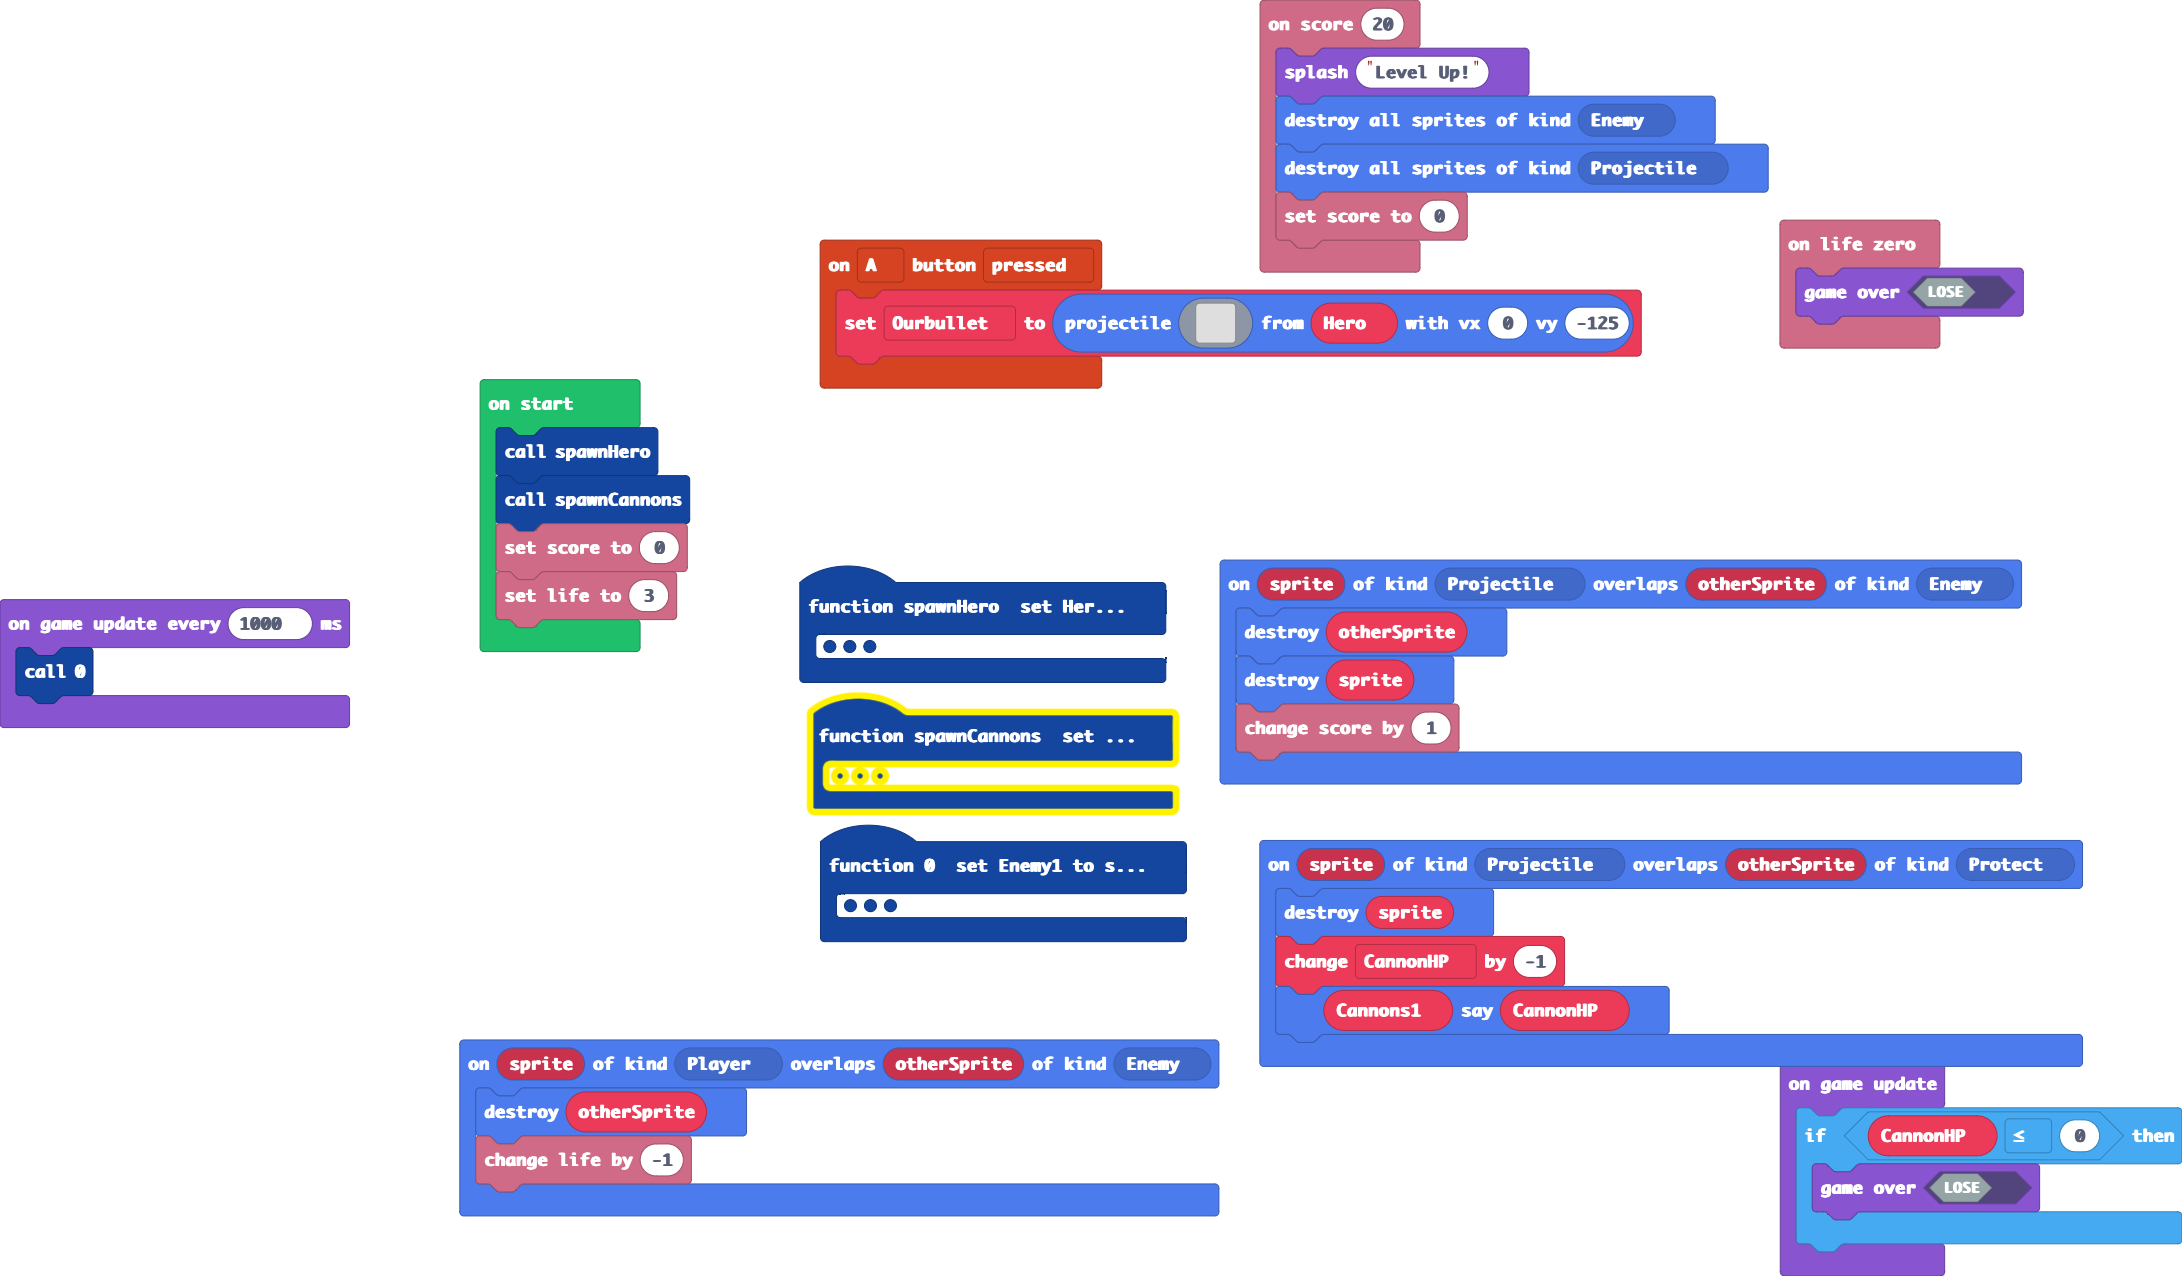 on score 20
splash "Level Up!"
destroy all sprites of kind Enemy
destroy all sprites of kind Projectile
set score to 0
on life zero
game over LOSE
on A button pressed
set Ourbullet to projectile from Hero with vx 0 vy -125
on start
call spawnHero
call spawnCannons
set score to 0
set life to 3
on game update every 1000 ms
call 0
function spawnHero set Her...
function spawnCannons set ...
function 0 set Enemy1 to s...
on sprite of kind Projectile overlaps otherSprite of kind Enemy
destroy otherSprite
destroy sprite
change score by 1
on sprite of kind Projectile overlaps otherSprite of kind Protect
destroy sprite
change CannonHP by -1
Cannons1 say CannonHP
on sprite of kind Player overlaps otherSprite of kind Enemy
destroy otherSprite
change life by -1
on game update
if CannonHP ≤ 0 then
game over LOSE